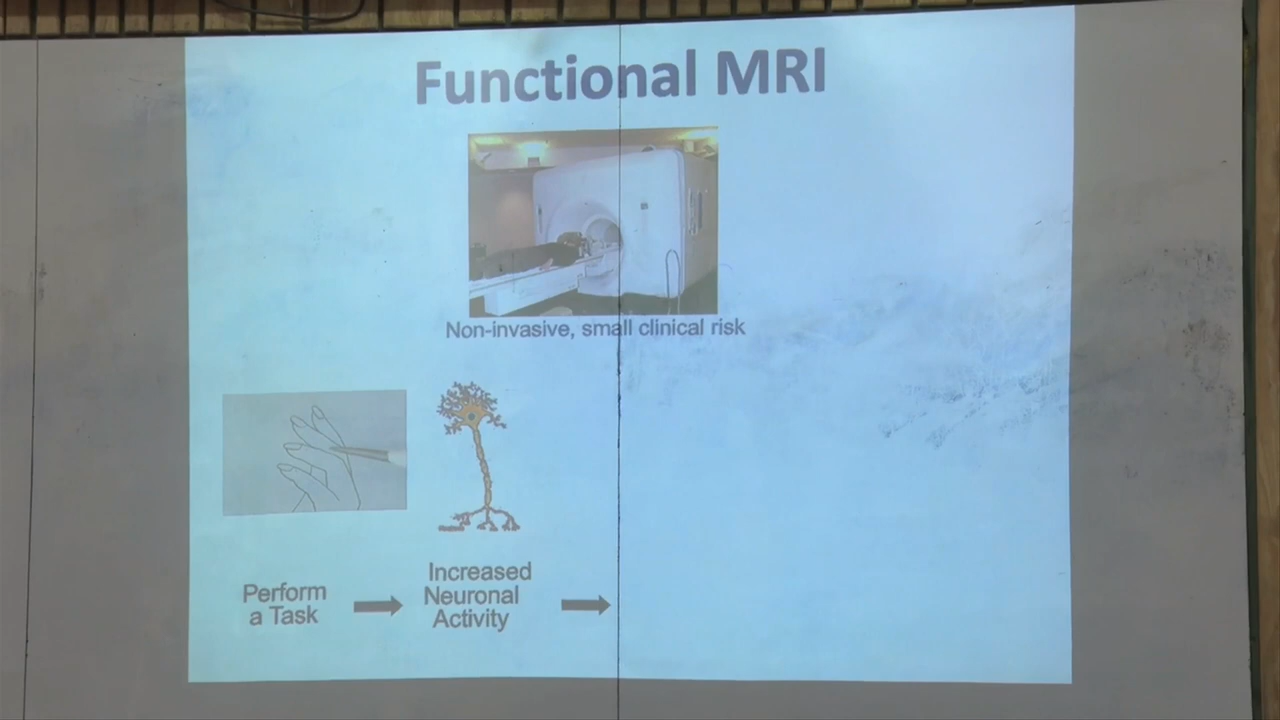 Functional MRI
Non-invasive, small clinical risk
Perform
a Task
Increased
Neuronal
Activity